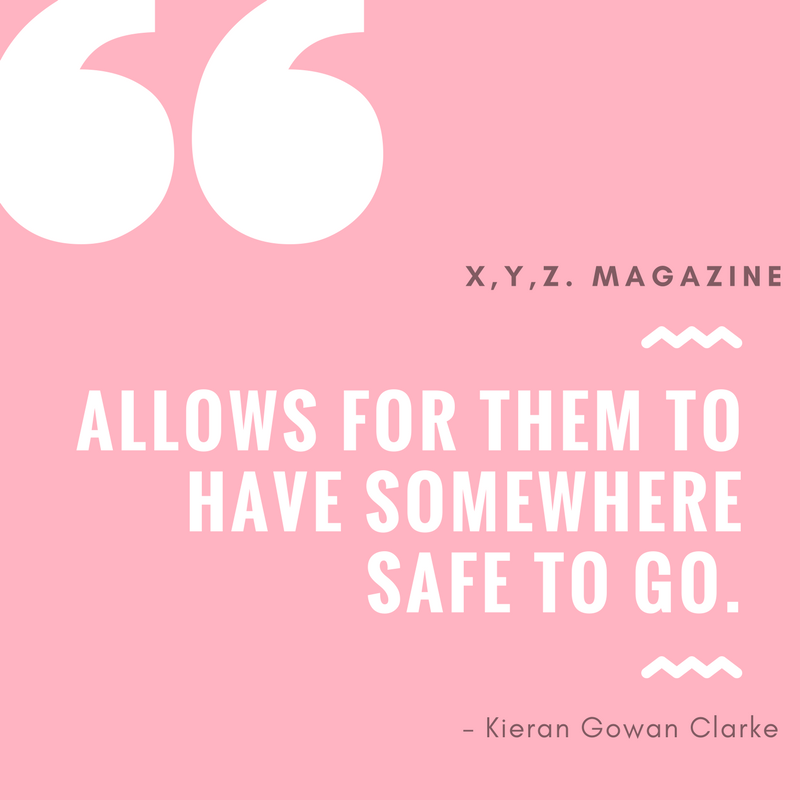 X,Y,Z. MAGAZINE
ALLOWS FOR THEM TO
HAVE SOMEWHERE
SAFE TO GO.
– Kieran Gowan Clarke